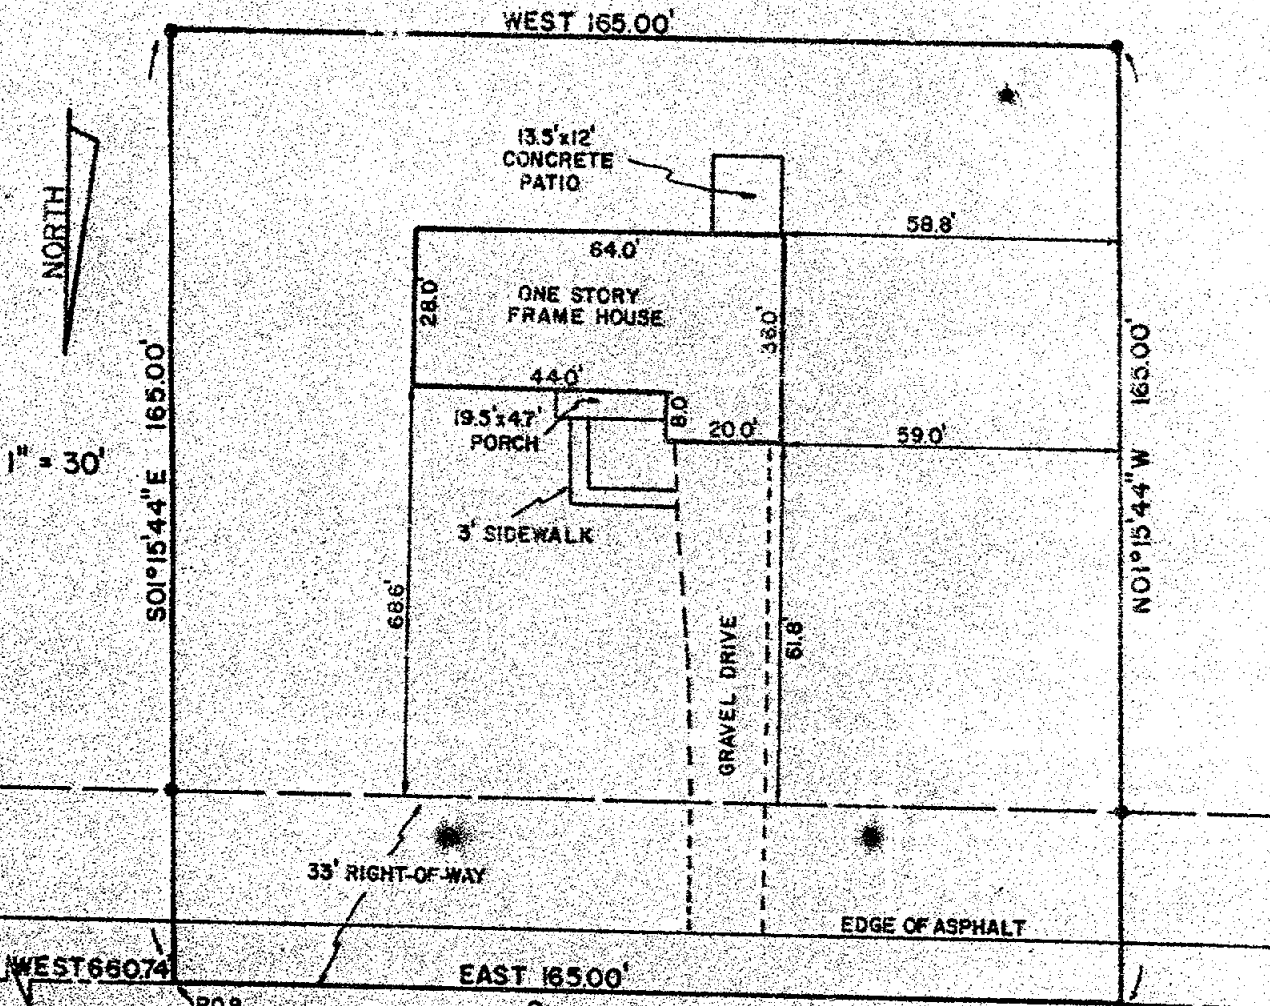 WEST 165.00'
13.5'x12'
CONCRETE
PATIO
NORTH
58.8'
64.0'
28.0'
ONE STORY
FRAME HOUSE
36.0'
44.0'
19.5'x4.7'
PORCH
8.0'
20.0'
59.0'
1" = 30'
S01°15'44"E 165.00'
N01°15'44"W 165.00'
3' SIDEWALK
68.6'
GRAVEL DRIVE
61.8'
33' RIGHT-OF-WAY
EDGE OF ASPHALT
WEST 660.74'
EAST 165.00'
P.O.B.